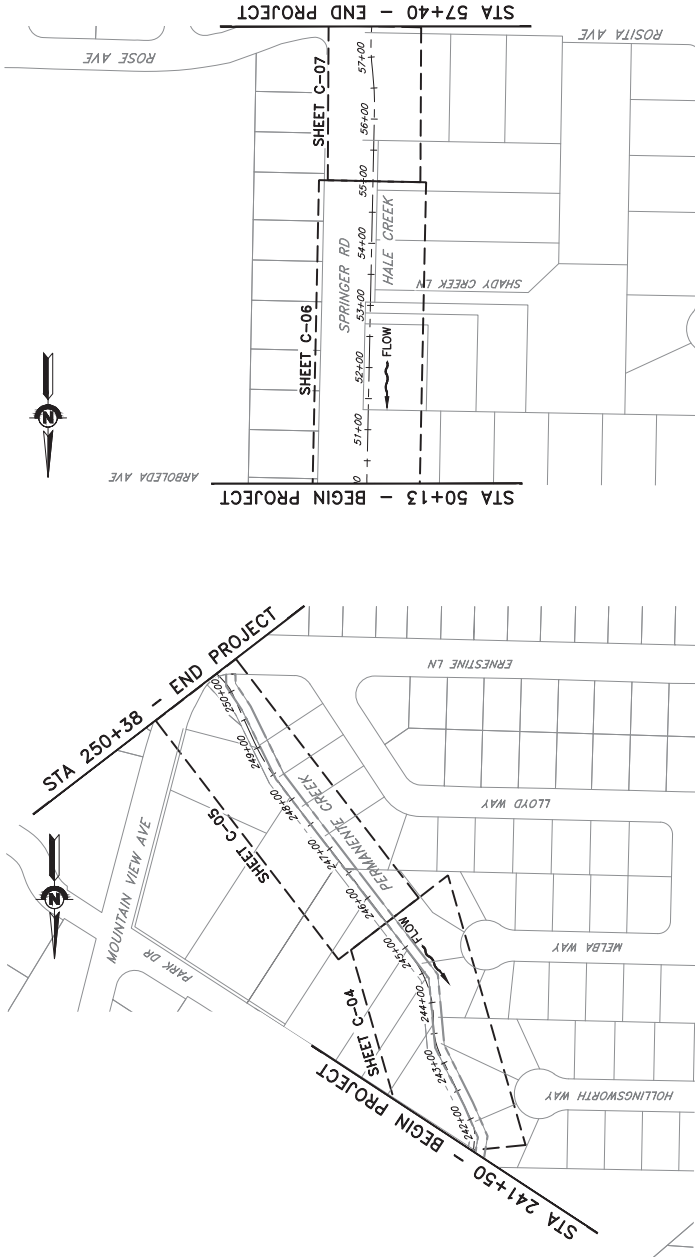 STA 57+40 - END PROJECT
ROSE AVE
ROSITA AVE
SHEET C-07
57+00
56+00
55+00
54+00
53+00
52+00
51+00
0
SPRINGER RD
HALE CREEK
SHADY CREEK LN
SHEET C-06
FLOW
N
ARBOLEDA AVE
STA 50+13 - BEGIN PROJECT
STA 250+38 - END PROJECT
ERNESTINE LN
250+00
249+00
248+00
247+00
246+00
245+00
244+00
243+00
242+00
PERMANENTE CREEK
LLOYD WAY
SHEET C-05
MOUNTAIN VIEW AVE
N
PARK DR
FLOW
MELBA WAY
SHEET C-04
HOLLINGSWORTH WAY
STA 241+50 - BEGIN PROJECT